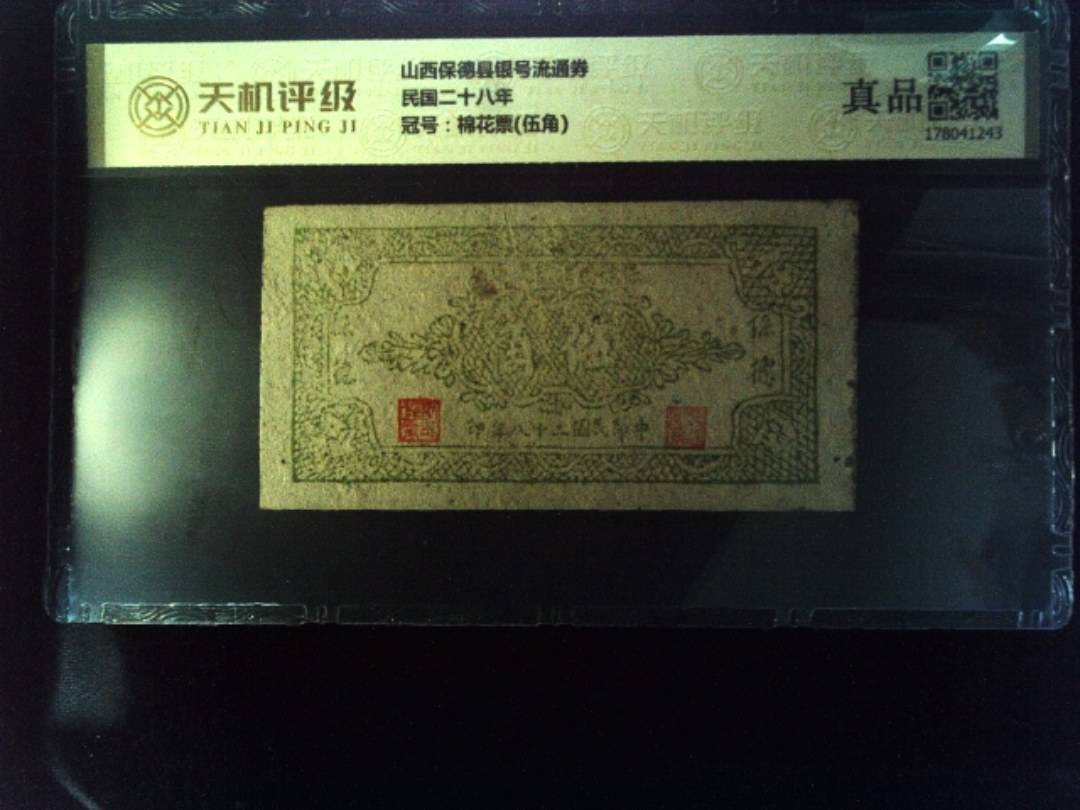 天机评级
TIAN JI PING JI
山西保德县银号流通券
民国二十八年
冠号：棉花票(伍角)
真品
178041243
伍角
保德
中華民國二十八年印